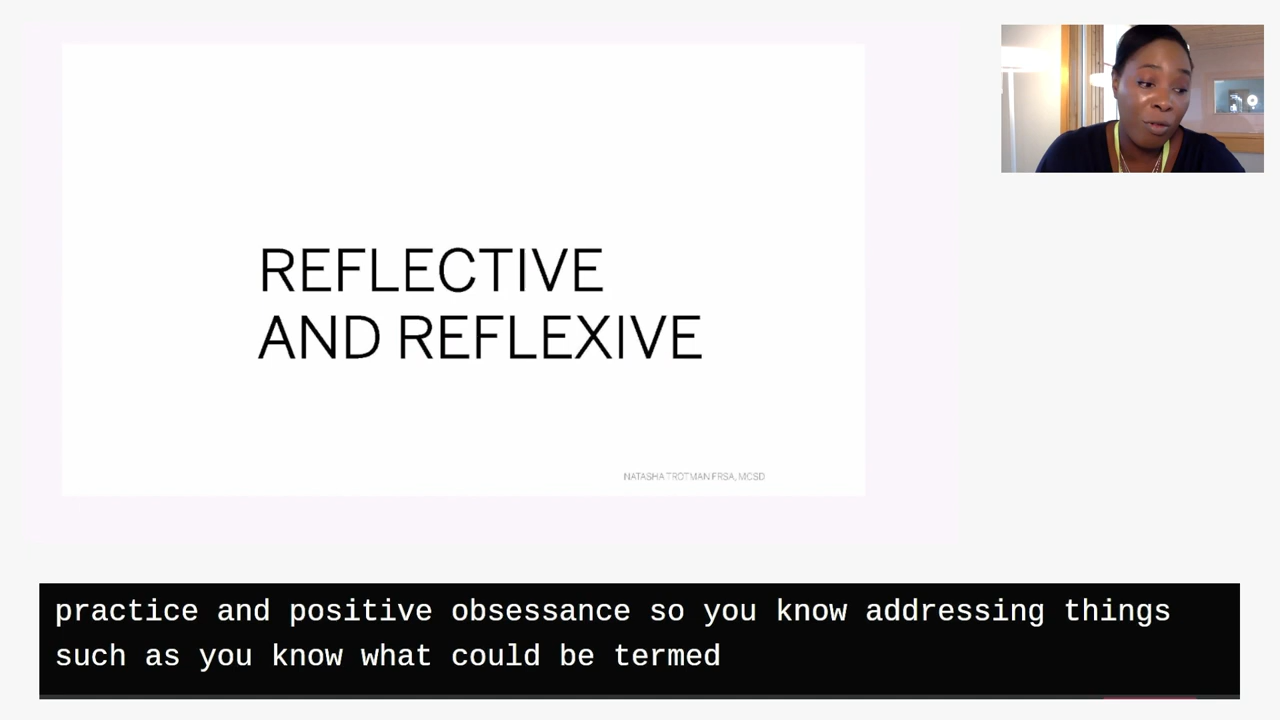 REFLECTIVE
AND REFLEXIVE
NATASHA TROTMAN FRSA, MCSD
practice and positive obsessance so you know addressing things
such as you know what could be termed